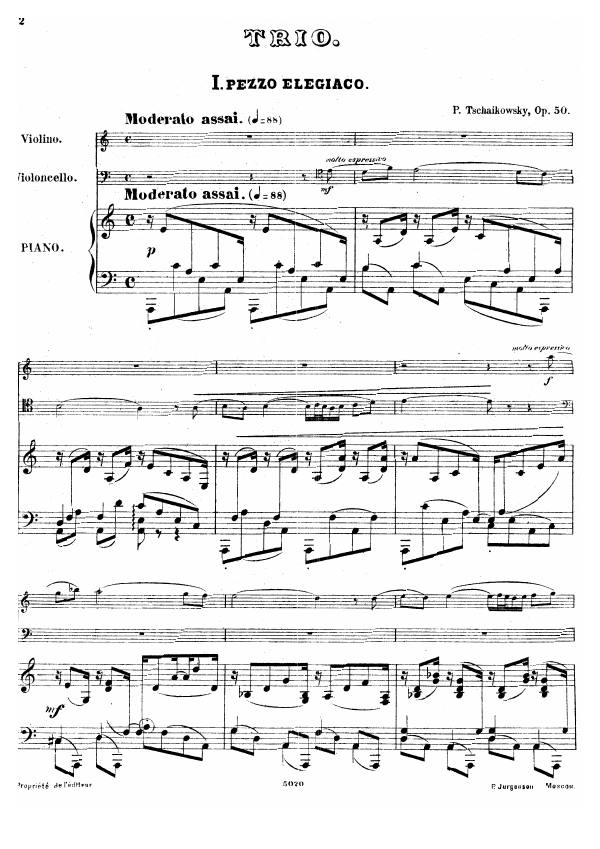 2
TRIO.
I. PEZZO ELEGIACO.
P. Tschaikowsky, Op. 50.
Moderato assai. (♩=88)
Violino.
molto espressivo
Violoncello.
mf
Moderato assai. (♩=88)
PIANO.
p
molto espressivo
f
mf
Propriété de l'éditeur
5020
P. Jurgenson Moscou.